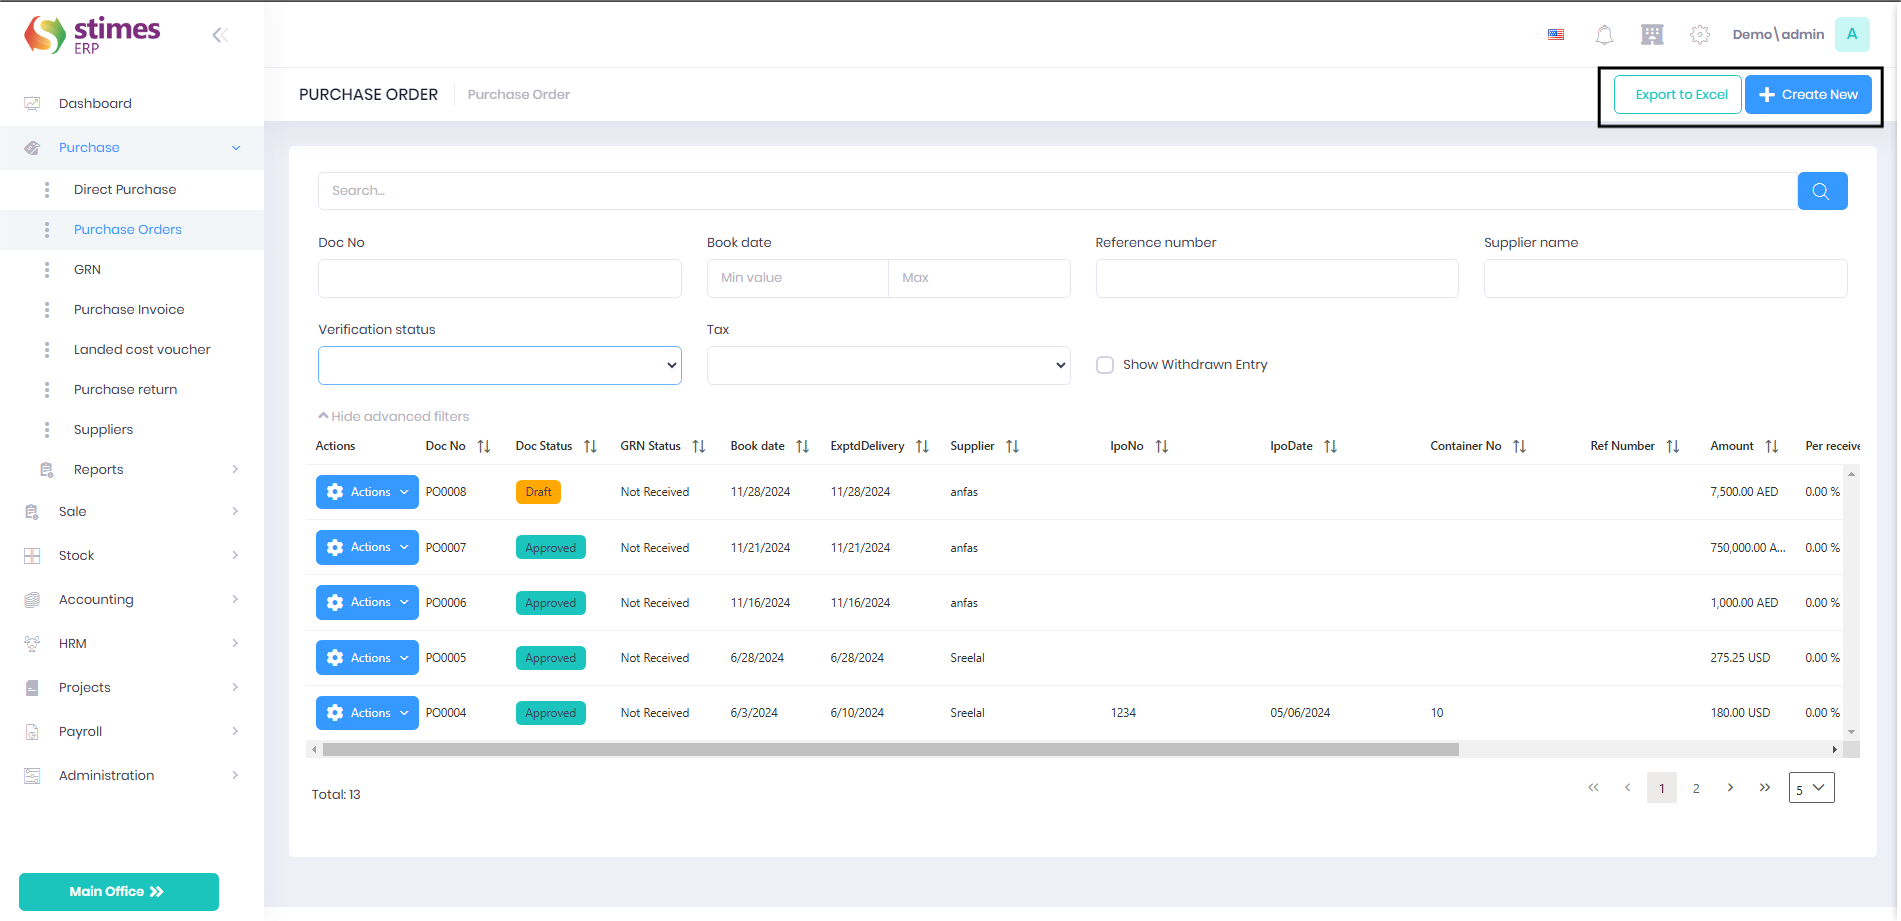 stimes
ERP
Demo\admin
A
PURCHASE ORDER
Purchase Order
Export to Excel
Create New
Dashboard
Purchase
Direct Purchase
Purchase Orders
GRN
Purchase Invoice
Landed cost voucher
Purchase return
Suppliers
Reports
Sale
Stock
Accounting
HRM
Projects
Payroll
Administration
Main Office
Search...
Doc No
Book date
Reference number
Supplier name
Min value
Max
Verification status
Tax
Show Withdrawn Entry
Hide advanced filters
Actions Doc No Doc Status GRN Status Book date ExptdDelivery Supplier IpoNo IpoDate Container No Ref Number Amount Per receive
Actions PO0008 Draft Not Received 11/28/2024 11/28/2024 anfas 7,500.00 AED 0.00 %
Actions PO0007 Approved Not Received 11/21/2024 11/21/2024 anfas 750,000.00 A... 0.00 %
Actions PO0006 Approved Not Received 11/16/2024 11/16/2024 anfas 1,000.00 AED 0.00 %
Actions PO0005 Approved Not Received 6/28/2024 6/28/2024 Sreelal 275.25 USD 0.00 %
Actions PO0004 Approved Not Received 6/3/2024 6/10/2024 Sreelal 1234 05/06/2024 10 180.00 USD 0.00 %
Total: 13
1 2 5